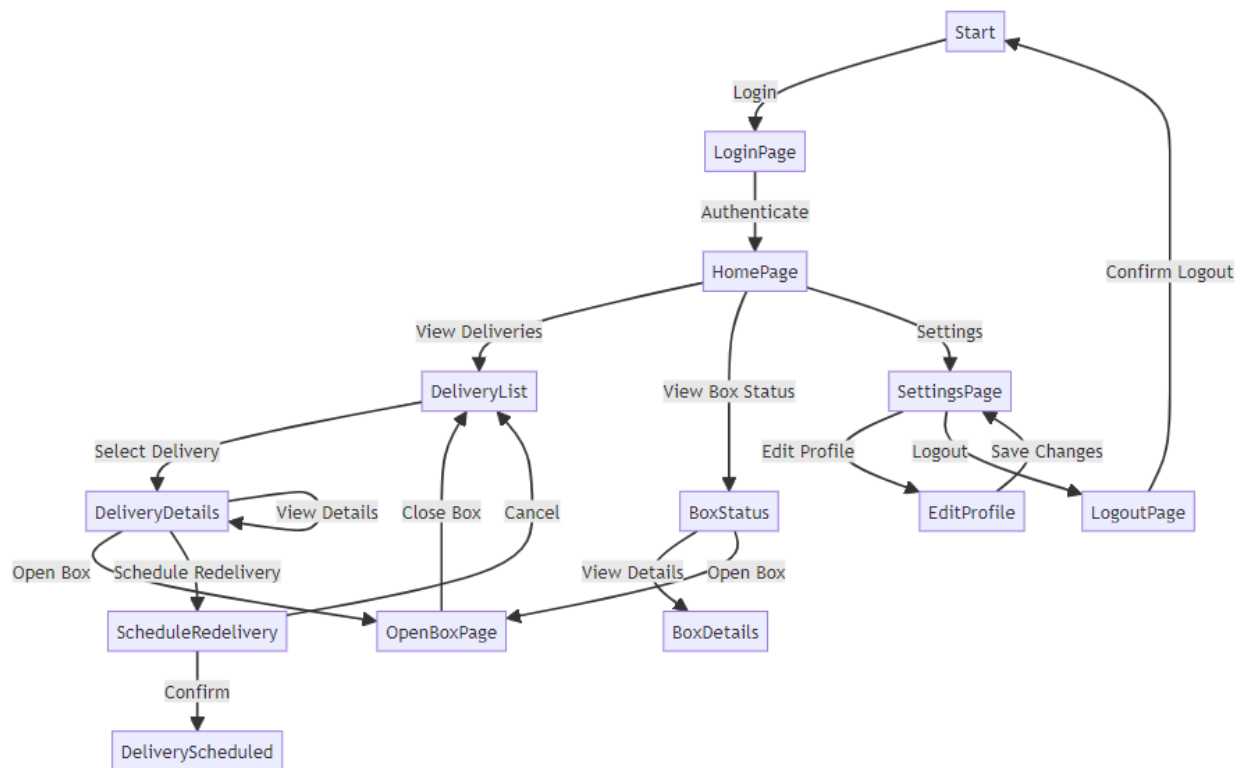 Start
Login
LoginPage
Authenticate
HomePage
Confirm Logout
View Deliveries
Settings
DeliveryList
View Box Status
SettingsPage
Select Delivery
Edit Profile
Logout
Save Changes
DeliveryDetails
View Details
Close Box
Cancel
BoxStatus
EditProfile
LogoutPage
Open Box
Schedule Redelivery
View Details
Open Box
ScheduleRedelivery
OpenBoxPage
BoxDetails
Confirm
DeliveryScheduled